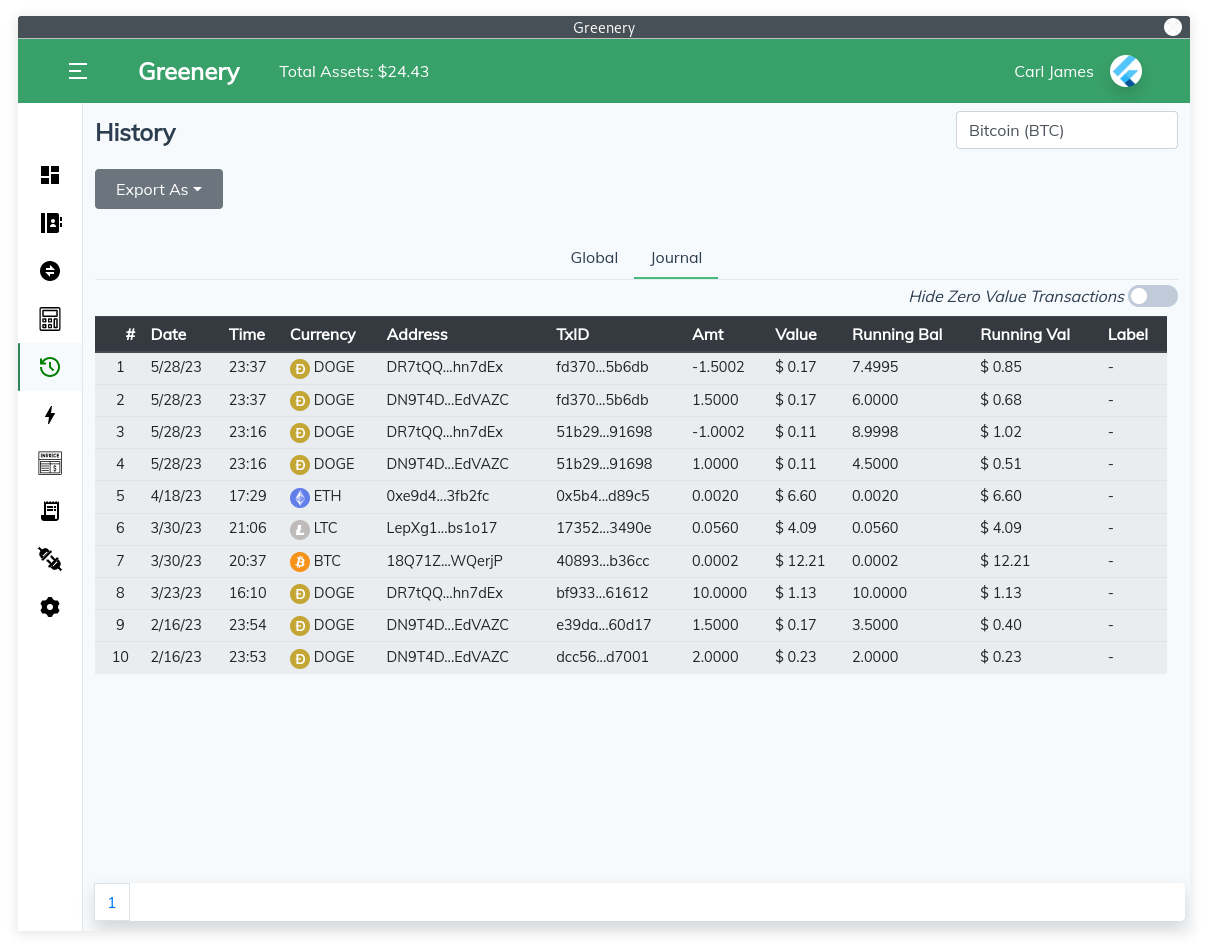 Greenery
Greenery Total Assets: $24.43 Carl James
History Bitcoin (BTC)
Export As
Global Journal
Hide Zero Value Transactions
# Date Time Currency Address TxID Amt Value Running Bal Running Val Label
1 5/28/23 23:37 DOGE DR7tQQ...hn7dEx fd370...5b6db -1.5002 $ 0.17 7.4995 $ 0.85 -
2 5/28/23 23:37 DOGE DN9T4D...EdVAZC fd370...5b6db 1.5000 $ 0.17 6.0000 $ 0.68 -
3 5/28/23 23:16 DOGE DR7tQQ...hn7dEx 51b29...91698 -1.0002 $ 0.11 8.9998 $ 1.02 -
4 5/28/23 23:16 DOGE DN9T4D...EdVAZC 51b29...91698 1.0000 $ 0.11 4.5000 $ 0.51 -
5 4/18/23 17:29 ETH 0xe9d4...3fb2fc 0x5b4...d89c5 0.0020 $ 6.60 0.0020 $ 6.60 -
6 3/30/23 21:06 LTC LepXg1...bs1o17 17352...3490e 0.0560 $ 4.09 0.0560 $ 4.09 -
7 3/30/23 20:37 BTC 18Q71Z...WQerjP 40893...b36cc 0.0002 $ 12.21 0.0002 $ 12.21 -
8 3/23/23 16:10 DOGE DR7tQQ...hn7dEx bf933...61612 10.0000 $ 1.13 10.0000 $ 1.13 -
9 2/16/23 23:54 DOGE DN9T4D...EdVAZC e39da...60d17 1.5000 $ 0.17 3.5000 $ 0.40 -
10 2/16/23 23:53 DOGE DN9T4D...EdVAZC dcc56...d7001 2.0000 $ 0.23 2.0000 $ 0.23 -
INVOICE
1